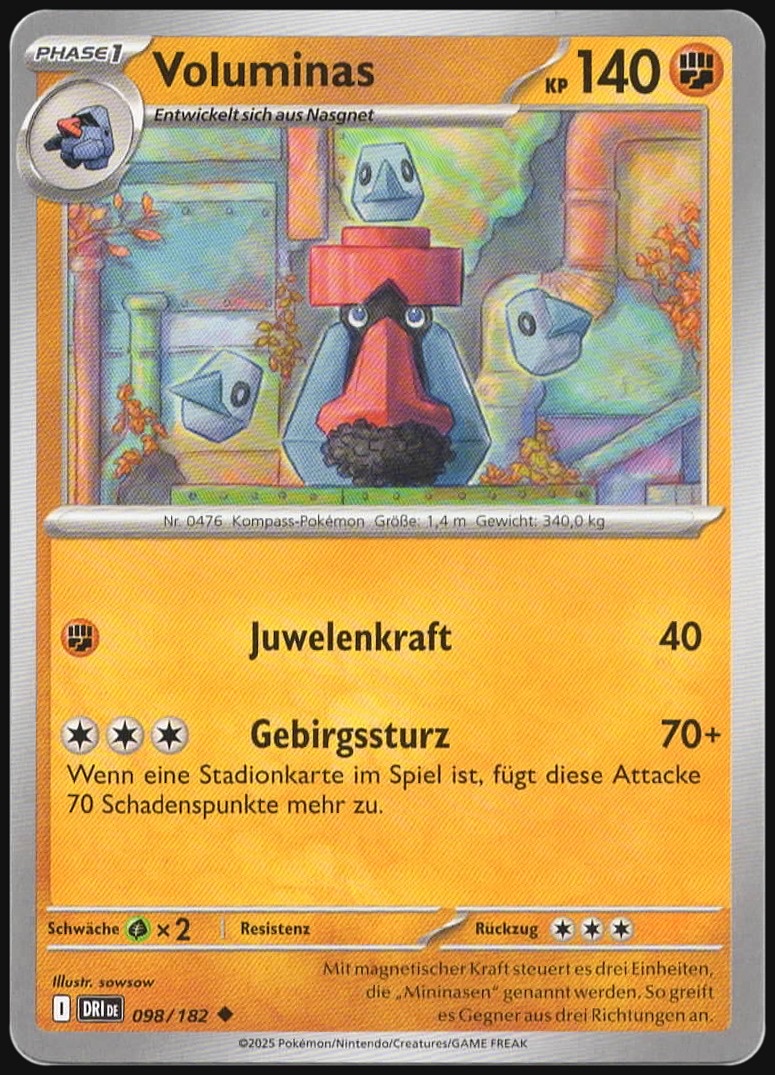 PHASE 1
Voluminas
KP 140
Entwickelt sich aus Nasgnet
Nr. 0476 Kompass-Pokémon Größe: 1,4 m Gewicht: 340,0 kg
Juwelenkraft 40
Gebirgssturz 70+
Wenn eine Stadionkarte im Spiel ist, fügt diese Attacke
70 Schadenspunkte mehr zu.
Schwäche ×2 Resistenz Rückzug
Illustr. sowsow
Mit magnetischer Kraft steuert es drei Einheiten,
die „Mininasen“ genannt werden. So greift
es Gegner aus drei Richtungen an.
I DRI DE 098/182
©2025 Pokémon/Nintendo/Creatures/GAME FREAK